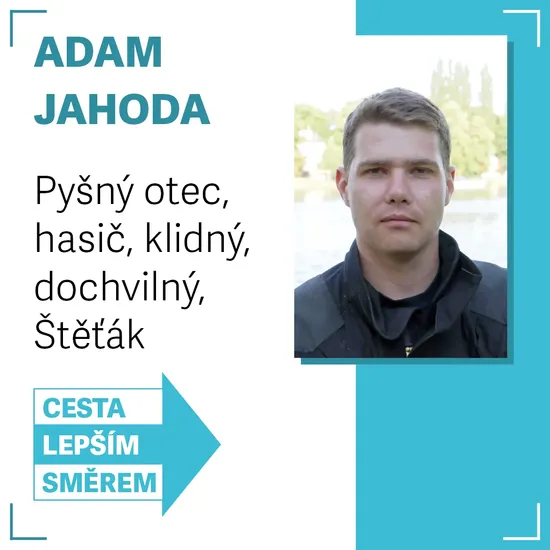 ADAM
JAHODA
Pyšný otec,
hasič, klidný,
dochvilný,
Štěťák
CESTA
LEPŠÍM
SMĚREM